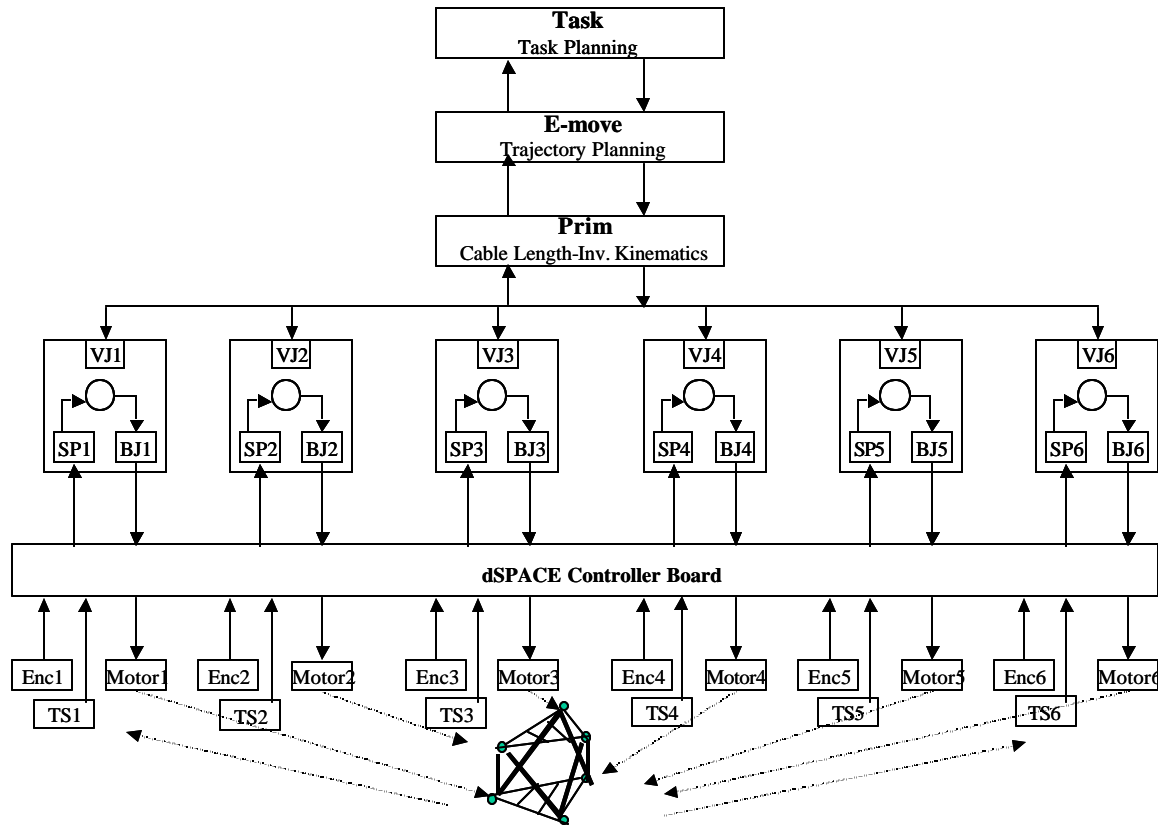 Task
Task Planning
E-move
Trajectory Planning
Prim
Cable Length-Inv. Kinematics
VJ1 VJ2 VJ3 VJ4 VJ5 VJ6
SP1 BJ1 SP2 BJ2 SP3 BJ3 SP4 BJ4 SP5 BJ5 SP6 BJ6
dSPACE Controller Board
Enc1 Motor1 Enc2 Motor2 Enc3 Motor3 Enc4 Motor4 Enc5 Motor5 Enc6 Motor6
TS1 TS2 TS3 TS4 TS5 TS6